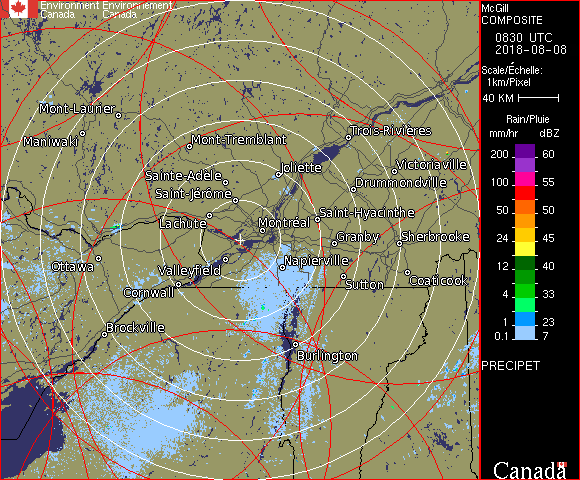 Environment Environnement
Canada Canada
McGill
COMPOSITE
0830 UTC
2018-08-08
Scale/Échelle:
1km/Pixel
40 KM
Rain/Pluie
mm/hr dBZ
200 60
100 55
50 50
24 45
12 40
4 33
1 23
0.1 7
PRECIPET
Canada
Mont-Laurier
Maniwaki
Mont-Tremblant
Trois-Rivières
Joliette
Victoriaville
Sainte-Adèle
Drummondville
Saint-Jérôme
Saint-Hyacinthe
Lachute
Montréal
Granby
Sherbrooke
Ottawa
Valleyfield
Napierville
Cornwall
Sutton
Coaticook
Brockville
Burlington